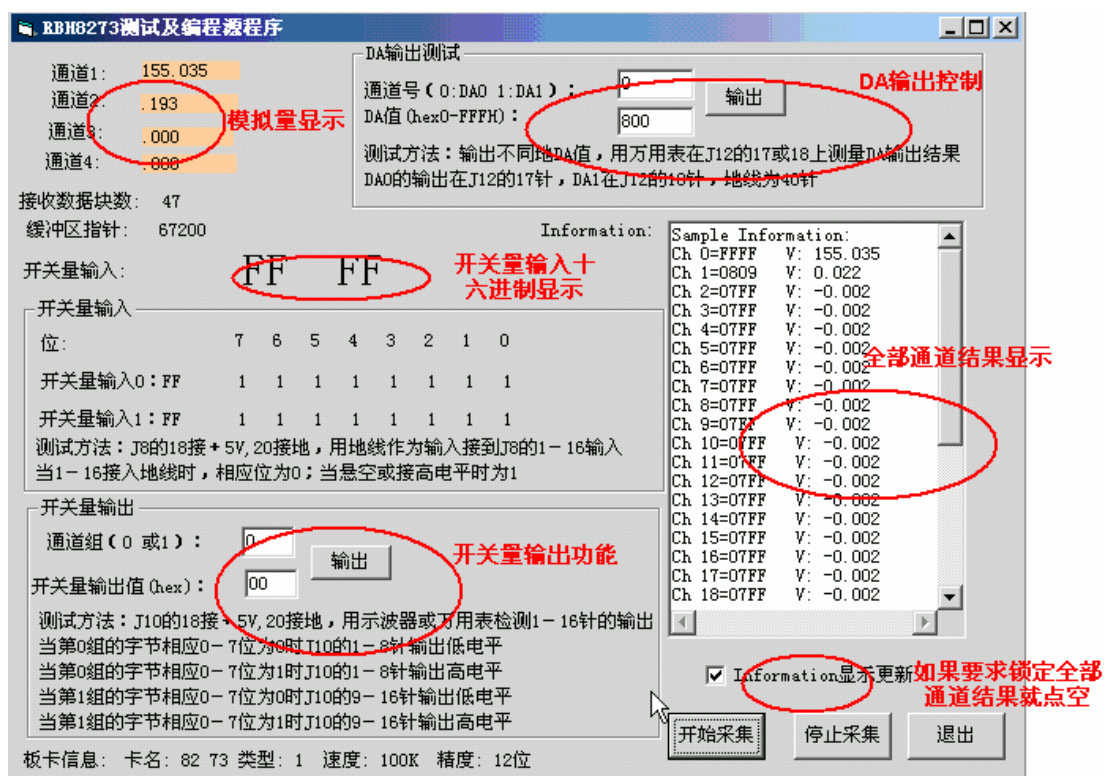 RBH8273测试及编程源程序
通道1: 155.035
通道2: .193
通道3: .000
通道4: .000
模拟量显示
接收数据块数: 47
缓冲区指针: 67200
DA输出测试
通道号(0:DA0 1:DA1): 0
输出
DA输出控制
DA值(hex0-FFFH): 800
测试方法：输出不同地DA值，用万用表在J12的17或18上测量DA输出结果
DA0的输出在J12的17针，DA1在J12的18针，地线为40针
开关量输入: FF FF
开关量输入十
六进制显示
开关量输入
位: 7 6 5 4 3 2 1 0
开关量输入0：FF 1 1 1 1 1 1 1 1
开关量输入1：FF 1 1 1 1 1 1 1 1
测试方法：J8的18接+5V,20接地，用地线作为输入接到J8的1-16输入
当1-16接入地线时，相应位为0；当悬空或接高电平时为1
开关量输出
通道组(0 或1): 0
输出
开关量输出功能
开关量输出值(hex): 00
测试方法：J10的18接+5V,20接地，用示波器或万用表检测1-16针的输出
当第0组的字节相应0-7位为0时J10的1-8针输出低电平
当第0组的字节相应0-7位为1时J10的1-8针输出高电平
当第1组的字节相应0-7位为0时J10的9-16针输出低电平
当第1组的字节相应0-7位为1时J10的9-16针输出高电平
板卡信息: 卡名: 82 73 类型: 1 速度: 100K 精度: 12位
Information:
Sample Information:
Ch 0=FFFF V: 155.035
Ch 1=0809 V: 0.022
Ch 2=07FF V: -0.002
Ch 3=07FF V: -0.002
Ch 4=07FF V: -0.002
Ch 5=07FF V: -0.002
Ch 6=07FF V: -0.002
Ch 7=07FF V: -0.002
Ch 8=07FF V: -0.002
Ch 9=07FF V: -0.002
Ch 10=07FF V: -0.002
Ch 11=07FF V: -0.002
Ch 12=07FF V: -0.002
Ch 13=07FF V: -0.002
Ch 14=07FF V: -0.002
Ch 15=07FF V: -0.002
Ch 16=07FF V: -0.002
Ch 17=07FF V: -0.002
Ch 18=07FF V: -0.002
全部通道结果显示
Information显示更新
如果要求锁定全部
通道结果就点空
开始采集 停止采集 退出